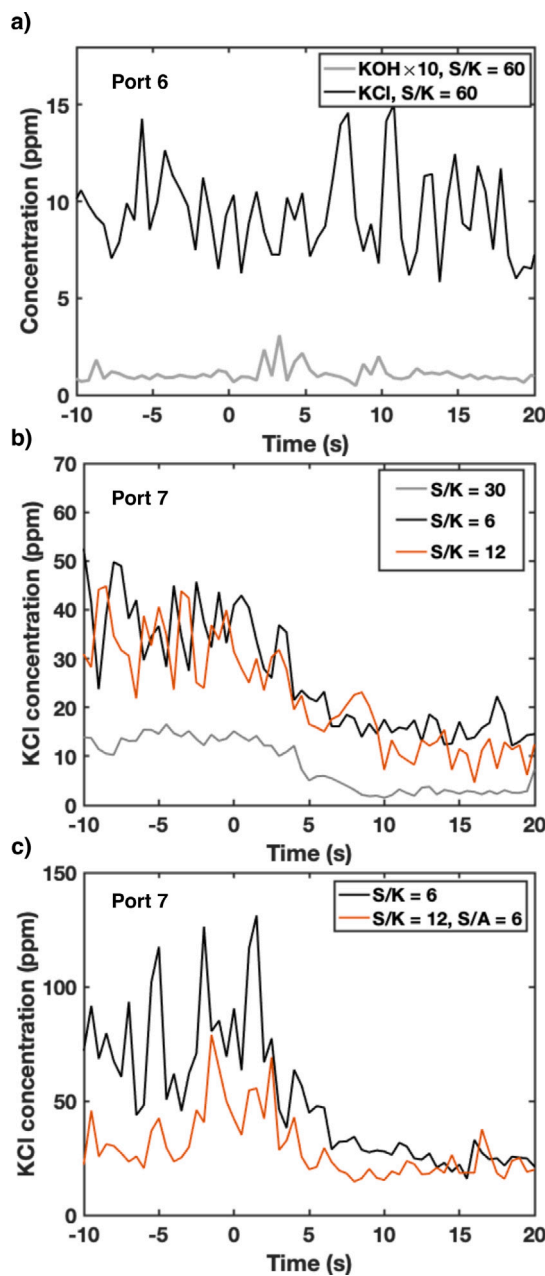 a)
Port 6
KOH × 10, S/K = 60
KCl, S/K = 60
15
10
5
0
Concentration (ppm)
-10 -5 0 5 10 15 20
Time (s)
b)
Port 7
S/K = 30
S/K = 6
S/K = 12
70
60
50
40
30
20
10
0
KCl concentration (ppm)
-10 -5 0 5 10 15 20
Time (s)
c)
Port 7
S/K = 6
S/K = 12, S/A = 6
150
100
50
0
KCl concentration (ppm)
-10 -5 0 5 10 15 20
Time (s)